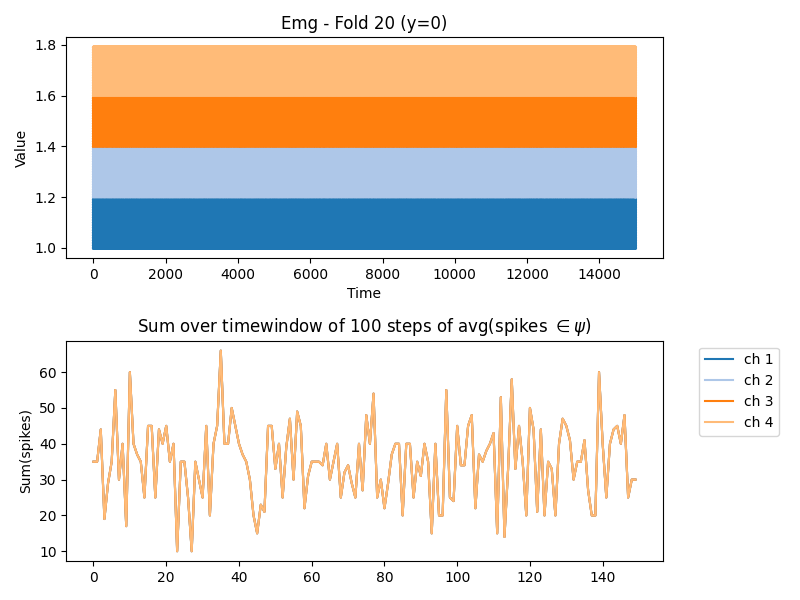 Emg - Fold 20 (y=0)
1.8
1.6
1.4
1.2
1.0
Value
0 2000 4000 6000 8000 10000 12000 14000
Time
Sum over timewindow of 100 steps of avg(spikes ∈ ψ)
60
50
40
30
20
10
Sum(spikes)
0 20 40 60 80 100 120 140
ch 1
ch 2
ch 3
ch 4